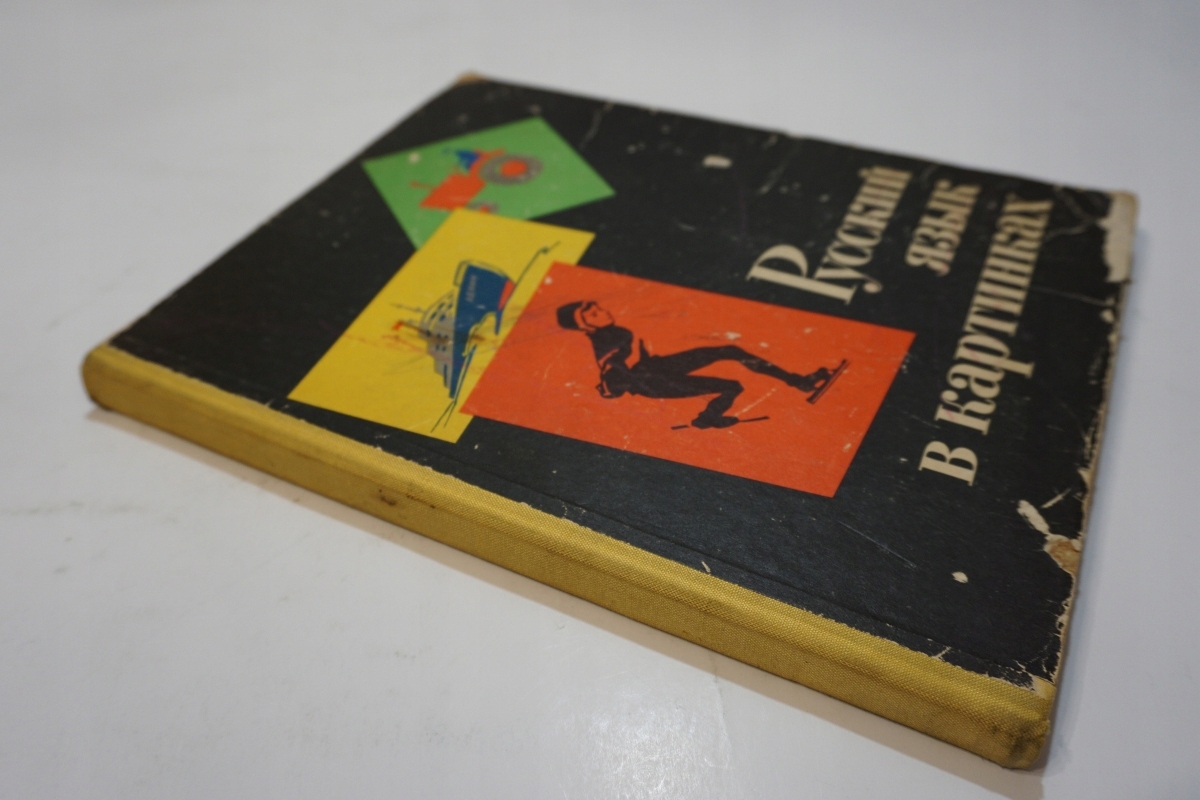 Русский
язык
в картинках